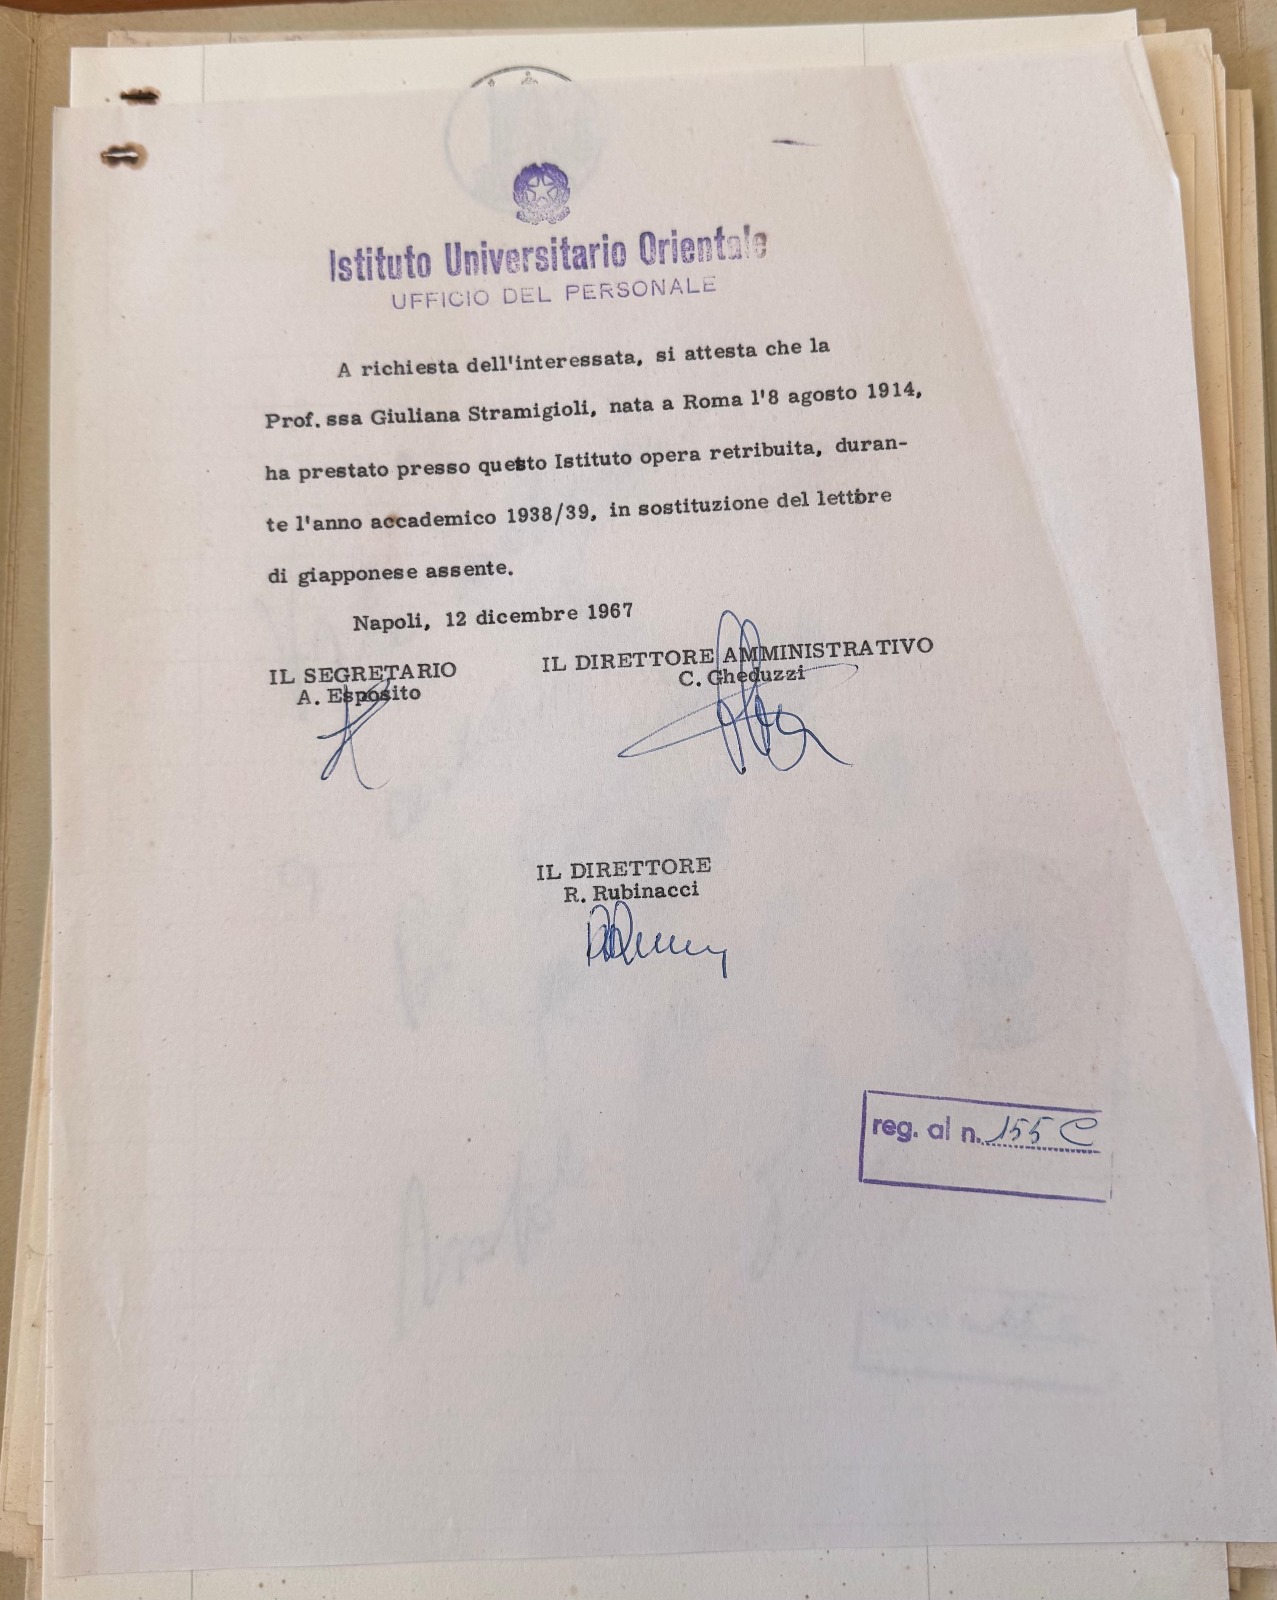 Istituto Universitario Orientale
UFFICIO DEL PERSONALE
A richiesta dell'interessata, si attesta che la
Prof. ssa Giuliana Stramigioli, nata a Roma l'8 agosto 1914,
ha prestato presso questo Istituto opera retribuita, duran-
te l'anno accademico 1938/39, in sostituzione del lettore
di giapponese assente.
Napoli, 12 dicembre 1967
IL SEGRETARIO
A. Esposito
IL DIRETTORE AMMINISTRATIVO
C. Gheduzzi
IL DIRETTORE
R. Rubinacci
reg. al n. 155 C